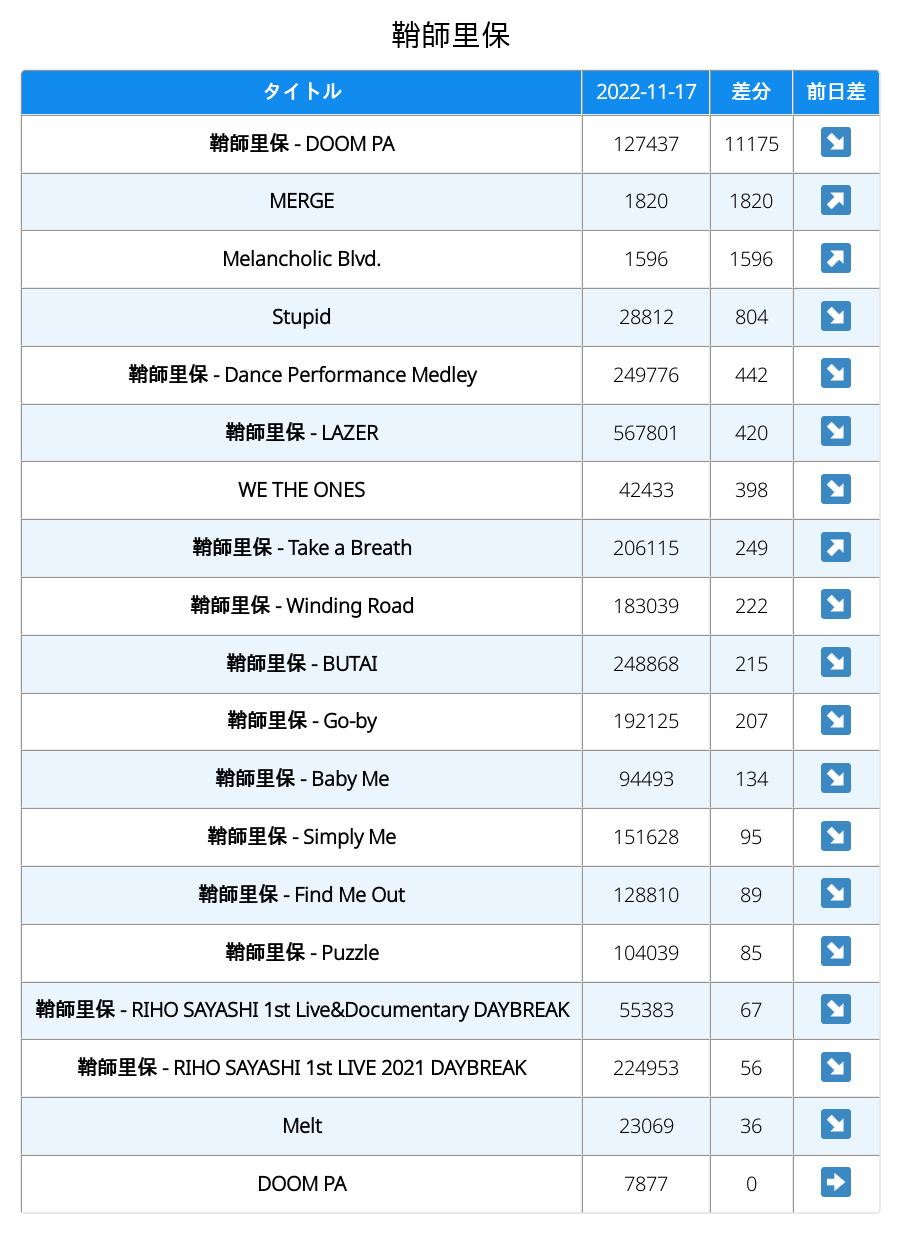 鞘師里保
タイトル 2022-11-17 差分 前日差
鞘師里保 - DOOM PA 127437 11175 ↘
MERGE 1820 1820 ↗
Melancholic Blvd. 1596 1596 ↗
Stupid 28812 804 ↘
鞘師里保 - Dance Performance Medley 249776 442 ↘
鞘師里保 - LAZER 567801 420 ↘
WE THE ONES 42433 398 ↘
鞘師里保 - Take a Breath 206115 249 ↗
鞘師里保 - Winding Road 183039 222 ↘
鞘師里保 - BUTAI 248868 215 ↘
鞘師里保 - Go-by 192125 207 ↘
鞘師里保 - Baby Me 94493 134 ↘
鞘師里保 - Simply Me 151628 95 ↘
鞘師里保 - Find Me Out 128810 89 ↘
鞘師里保 - Puzzle 104039 85 ↘
鞘師里保 - RIHO SAYASHI 1st Live&Documentary DAYBREAK 55383 67 ↘
鞘師里保 - RIHO SAYASHI 1st LIVE 2021 DAYBREAK 224953 56 ↘
Melt 23069 36 ↘
DOOM PA 7877 0 ➡